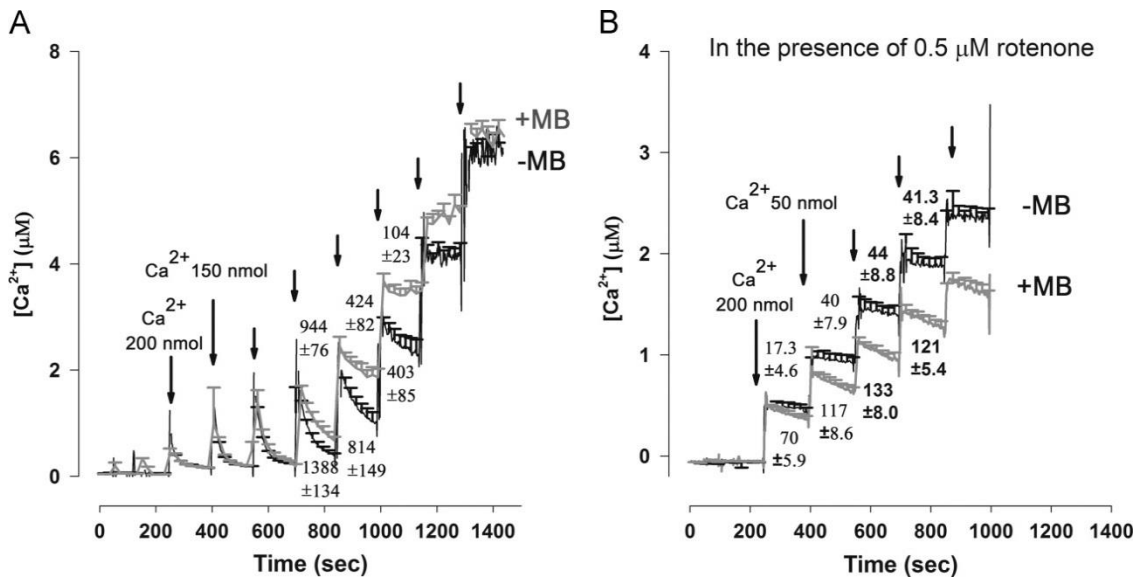 A
8
6
4
2
0
[Ca2+] (μM)
0 200 400 600 800 1000 1200 1400
Time (sec)
Ca2+ 150 nmol
Ca2+
200 nmol
944
±76
1388
±134
424
±82
814
±149
104
±23
403
±85
+MB
-MB
B
In the presence of 0.5 μM rotenone
4
3
2
1
0
[Ca2+] (μM)
0 200 400 600 800 1000 1200
Time (sec)
Ca2+ 50 nmol
Ca2+
200 nmol
17.3
±4.6
70
±5.9
40
±7.9
117
±8.6
44
±8.8
133
±8.0
41.3
±8.4
121
±5.4
-MB
+MB